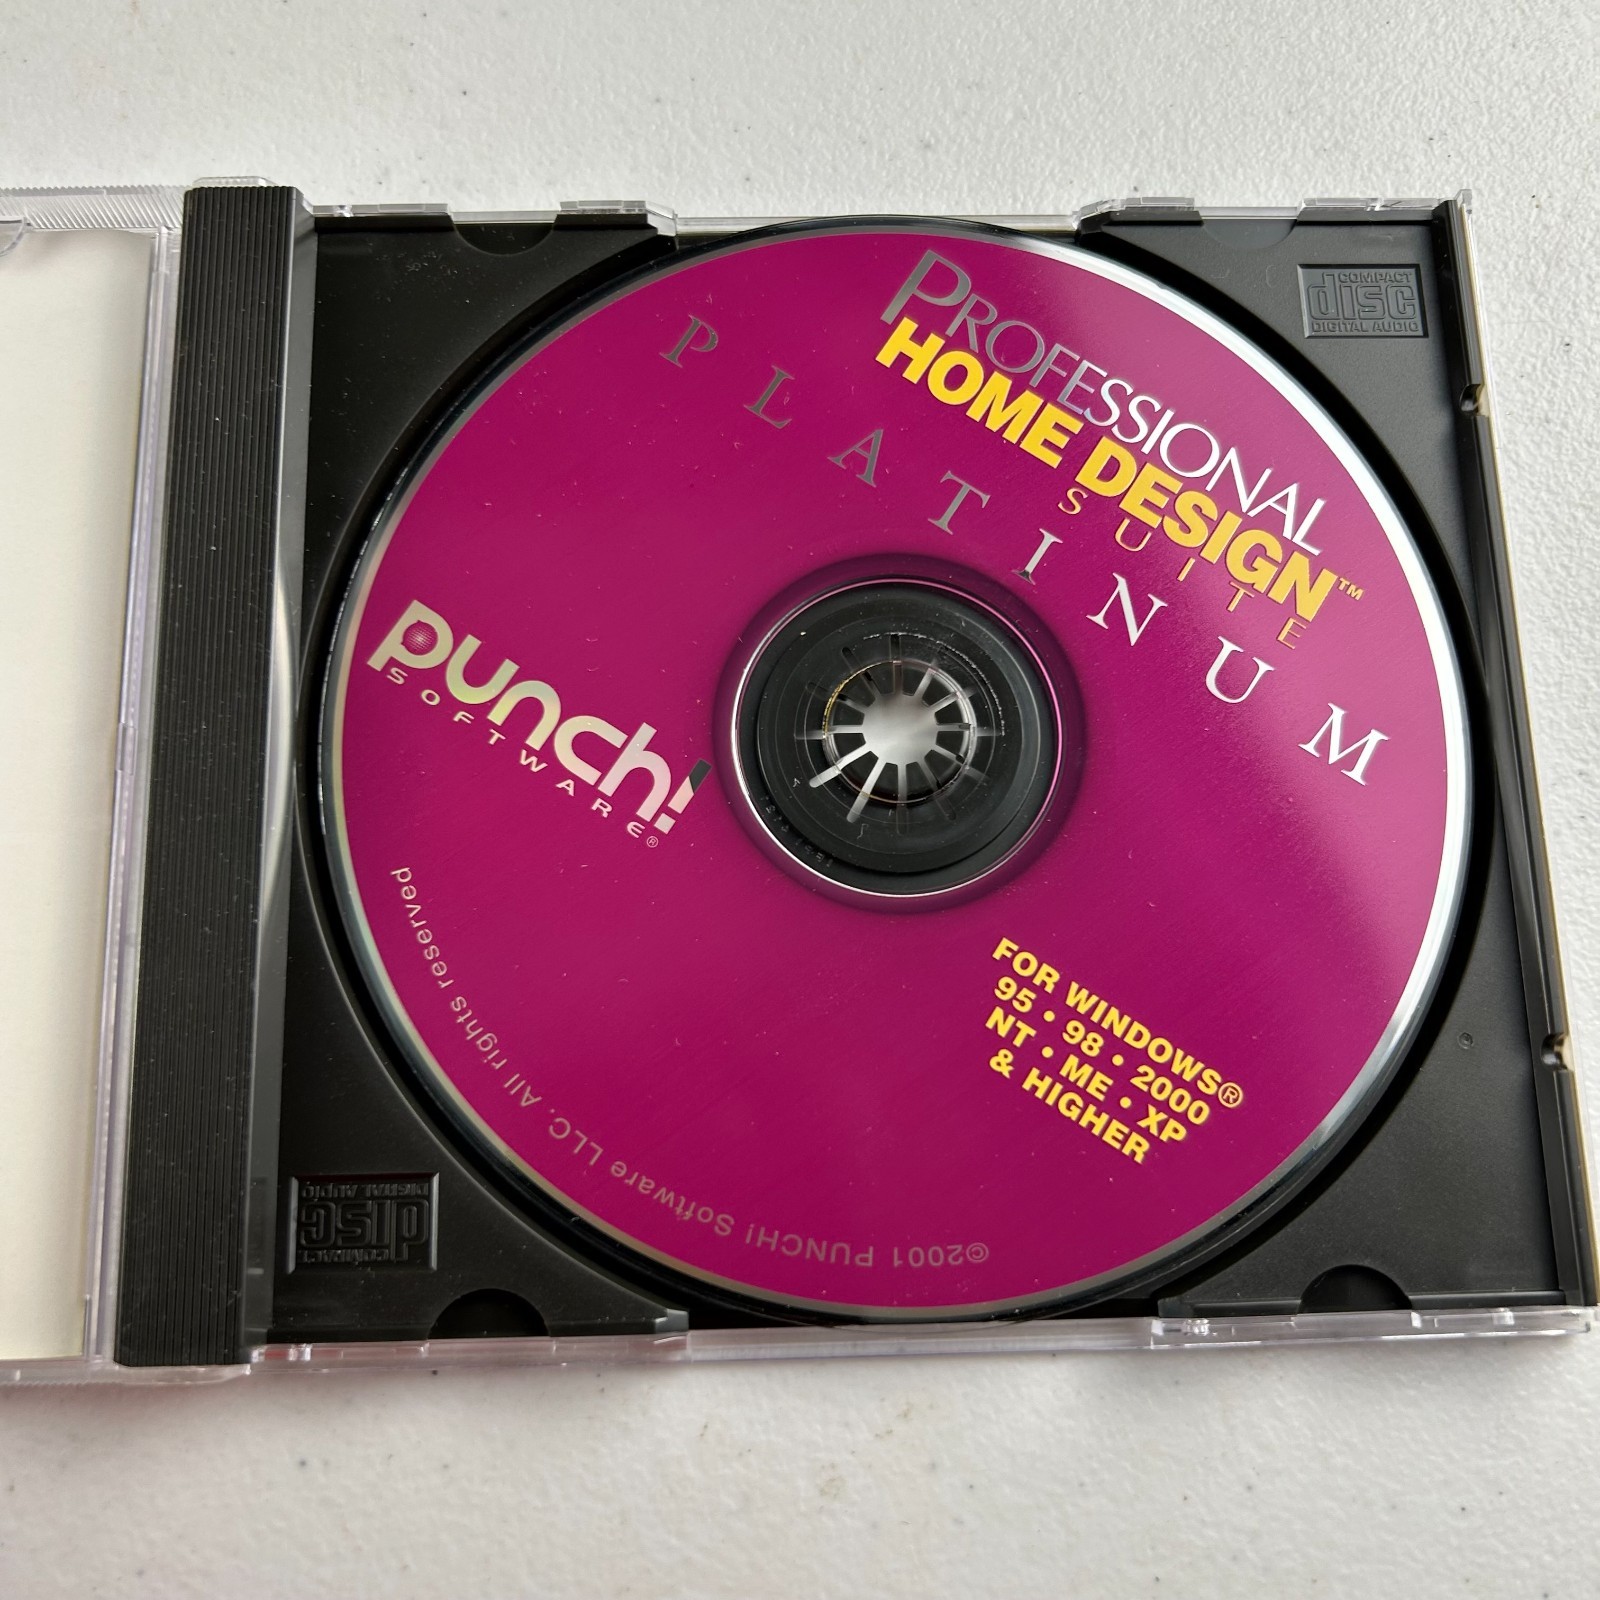 PROFESSIONAL
HOME DESIGN™
SUITE
PLATINUM
COMPACT
disc
DIGITAL AUDIO
punch!
SOFTWARE®
FOR WINDOWS®
95 • 98 • 2000
NT • ME • XP
& HIGHER
©2001 PUNCH! Software LLC. All rights reserved
COMPACT
disc
DIGITAL AUDIO